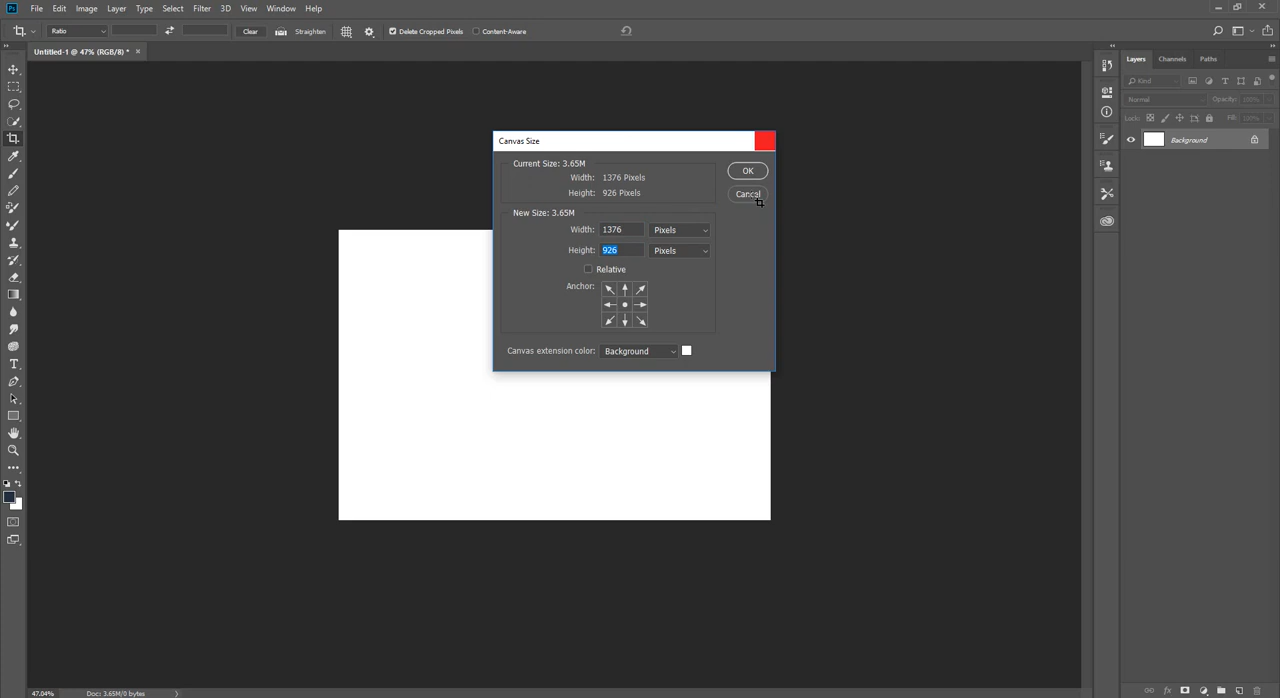 Ps File Edit Image Layer Type Select Filter 3D View Window Help
Ratio Clear Straighten Delete Cropped Pixels Content-Aware
Untitled-1 @ 47% (RGB/8) * ×
Layers Channels Paths
Kind
Normal Opacity: 100%
Lock: Fill: 100%
Background
Canvas Size
Current Size: 3.65M
Width: 1376 Pixels
Height: 926 Pixels
OK
Cancel
New Size: 3.65M
Width: 1376 Pixels
Height: 926 Pixels
Relative
Anchor:
Canvas extension color: Background
47.04% Doc: 3.65M/0 bytes